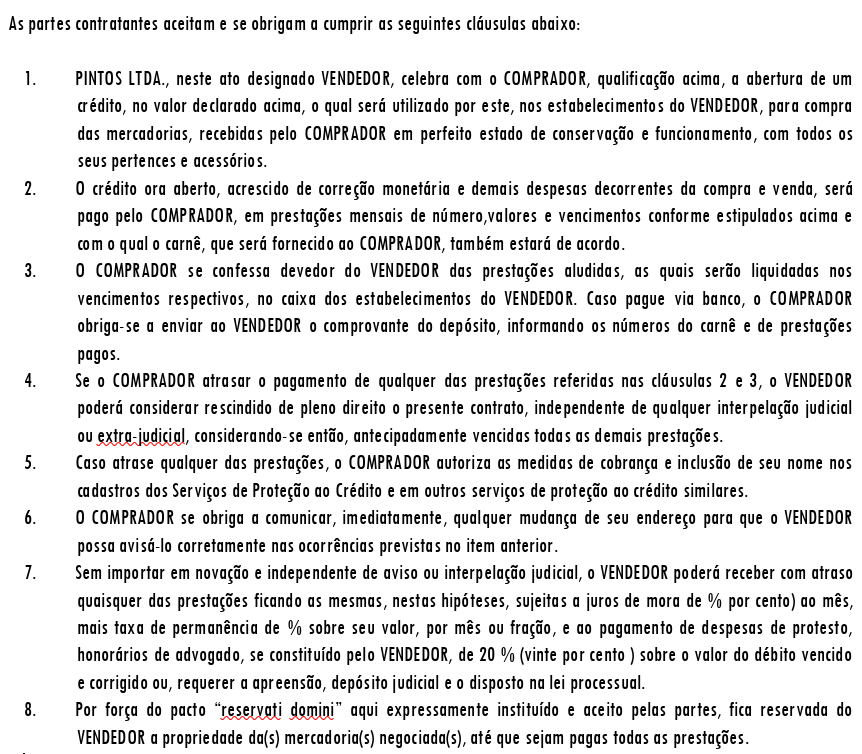 As partes contratantes aceitam e se obrigam a cumprir as seguintes cláusulas abaixo:
1. PINTOS LTDA., neste ato designado VENDEDOR, celebra com o COMPRADOR, qualificação acima, a abertura de um
crédito, no valor declarado acima, o qual será utilizado por este, nos estabelecimentos do VENDEDOR, para compra
das mercadorias, recebidas pelo COMPRADOR em perfeito estado de conservação e funcionamento, com todos os
seus pertences e acessórios.
2. O crédito ora aberto, acrescido de correção monetária e demais despesas decorrentes da compra e venda, será
pago pelo COMPRADOR, em prestações mensais de número,valores e vencimentos conforme estipulados acima e
com o qual o carnê, que será fornecido ao COMPRADOR, também estará de acordo.
3. O COMPRADOR se confessa devedor do VENDEDOR das prestações aludidas, as quais serão liquidadas nos
vencimentos respectivos, no caixa dos estabelecimentos do VENDEDOR. Caso pague via banco, o COMPRADOR
obriga-se a enviar ao VENDEDOR o comprovante do depósito, informando os números do carnê e de prestações
pagos.
4. Se o COMPRADOR atrasar o pagamento de qualquer das prestações referidas nas cláusulas 2 e 3, o VENDEDOR
poderá considerar rescindido de pleno direito o presente contrato, independente de qualquer interpelação judicial
ou extra-judicial, considerando-se então, antecipadamente vencidas todas as demais prestações.
5. Caso atrase qualquer das prestações, o COMPRADOR autoriza as medidas de cobrança e inclusão de seu nome nos
cadastros dos Serviços de Proteção ao Crédito e em outros serviços de proteção ao crédito similares.
6. O COMPRADOR se obriga a comunicar, imediatamente, qualquer mudança de seu endereço para que o VENDEDOR
possa avisá-lo corretamente nas ocorrências previstas no item anterior.
7. Sem importar em novação e independente de aviso ou interpelação judicial, o VENDEDOR poderá receber com atraso
quaisquer das prestações ficando as mesmas, nestas hipóteses, sujeitas a juros de mora de % por cento) ao mês,
mais taxa de permanência de % sobre seu valor, por mês ou fração, e ao pagamento de despesas de protesto,
honorários de advogado, se constituído pelo VENDEDOR, de 20 % (vinte por cento ) sobre o valor do débito vencido
e corrigido ou, requerer a apreensão, depósito judicial e o disposto na lei processual.
8. Por força do pacto “reservati domini” aqui expressamente instituído e aceito pelas partes, fica reservada do
VENDEDOR a propriedade da(s) mercadoria(s) negociada(s), até que sejam pagas todas as prestações.